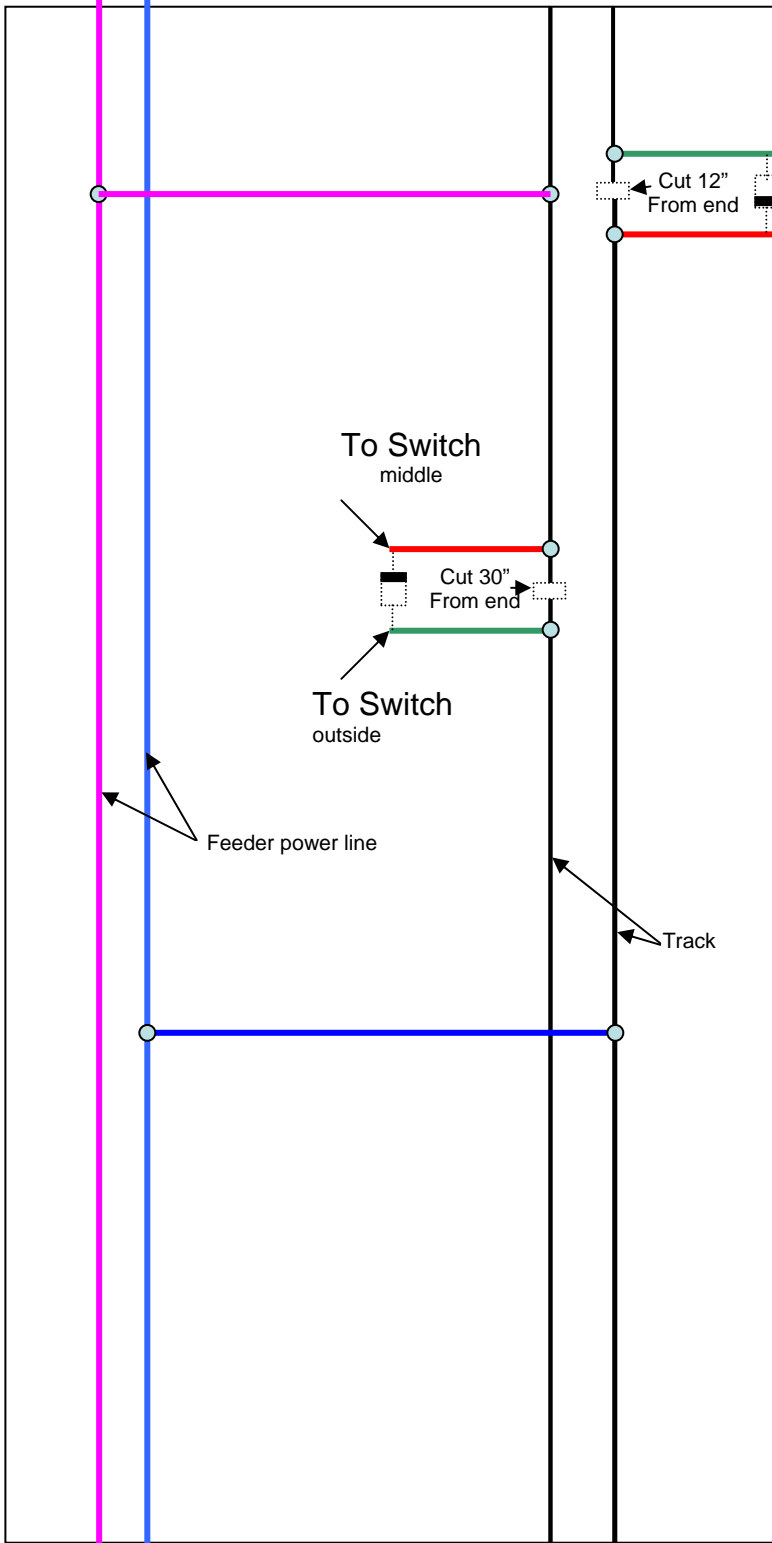 Cut 12”
From end
To Switch
middle
Cut 30”
From end
To Switch
outside
Feeder power line
Track